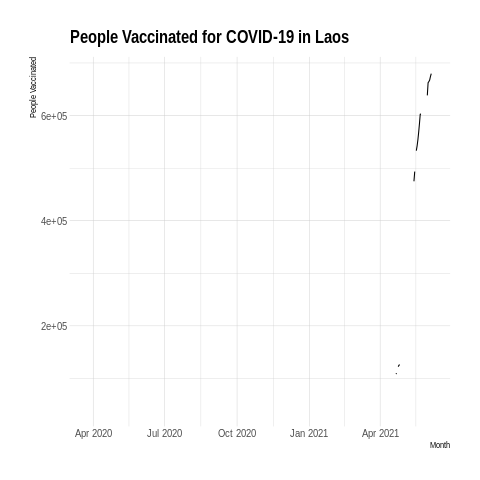 People Vaccinated for COVID-19 in Laos
People Vaccinated
6e+05
4e+05
2e+05
Apr 2020 Jul 2020 Oct 2020 Jan 2021 Apr 2021
Month